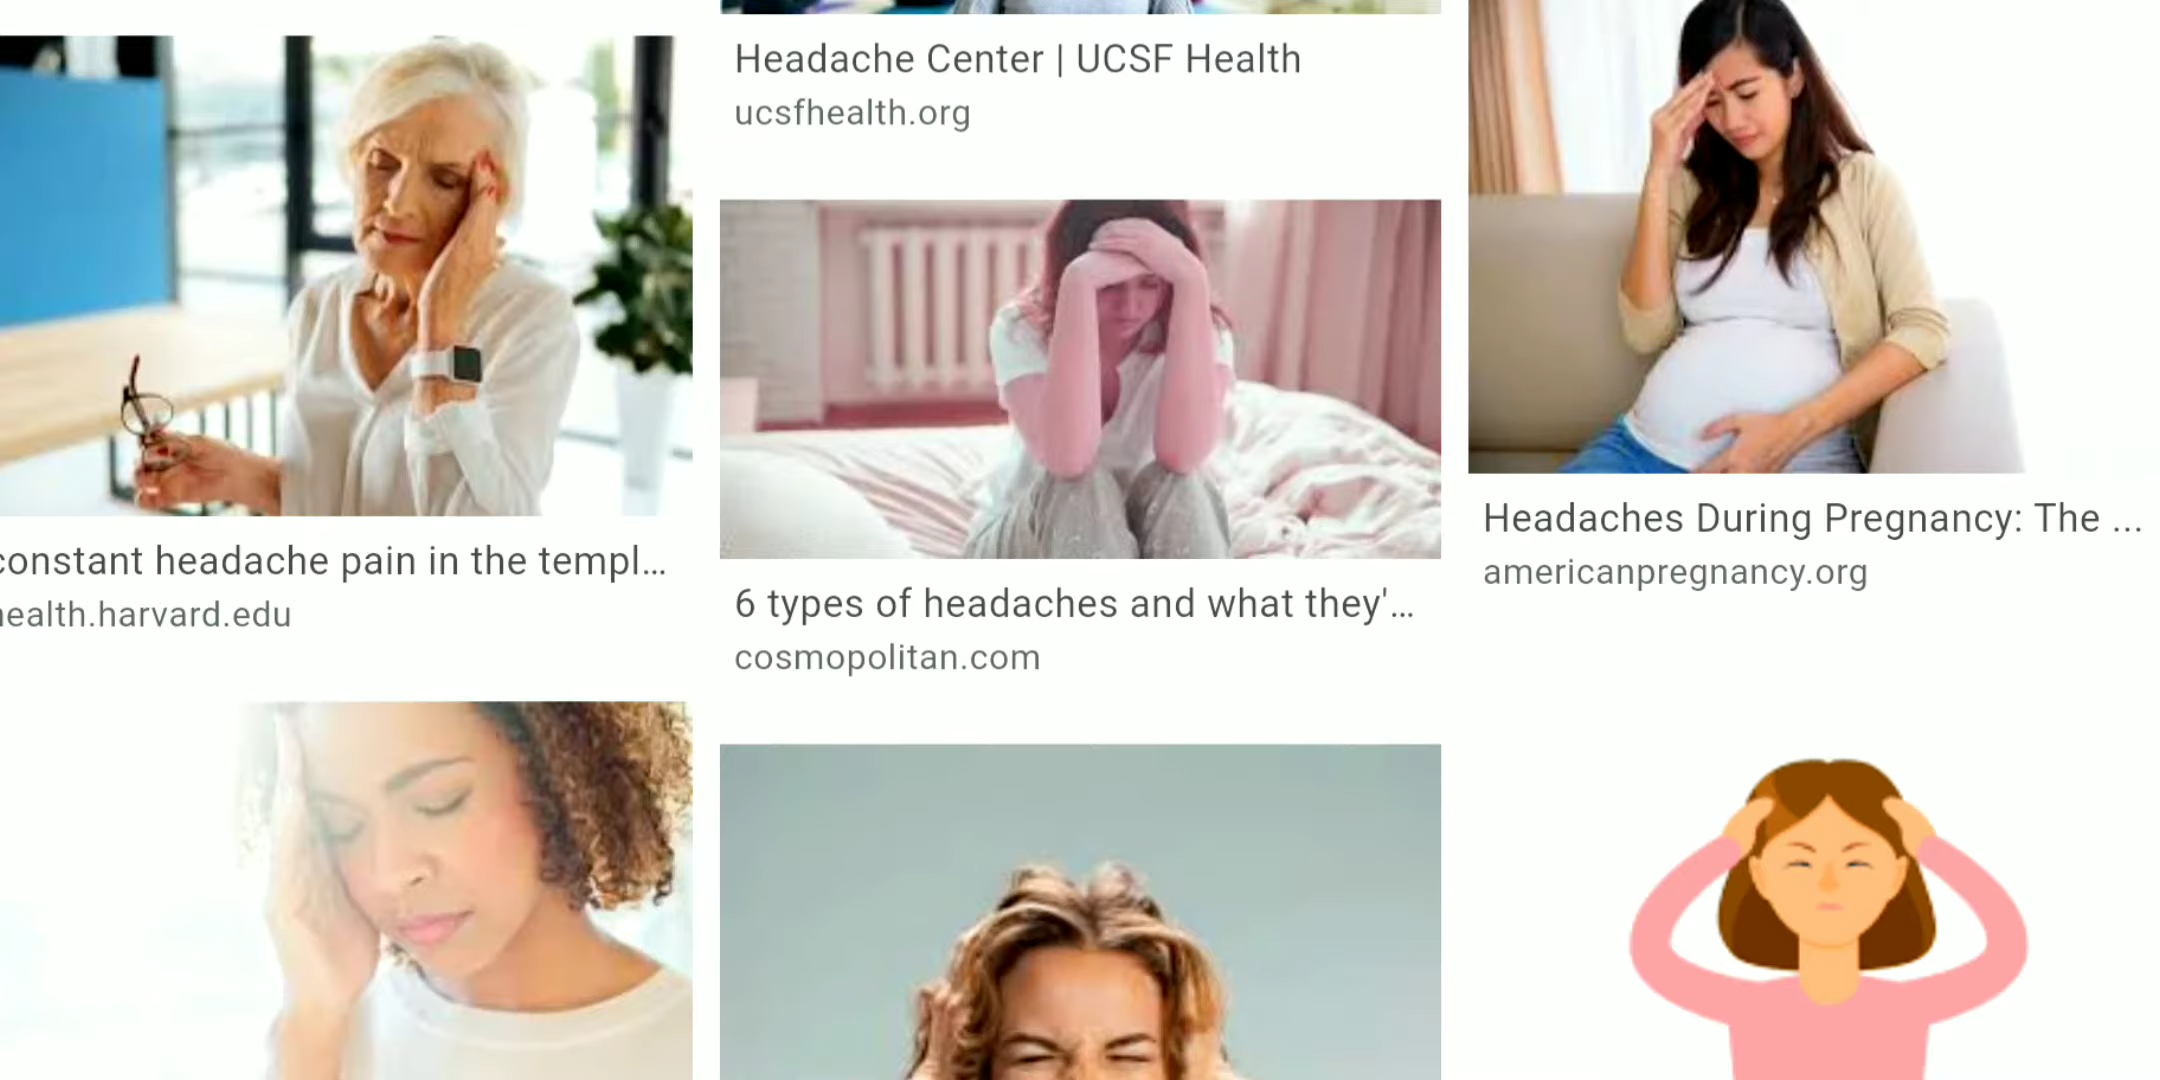 constant headache pain in the templ...
health.harvard.edu
Headache Center | UCSF Health
ucsfhealth.org
6 types of headaches and what they'...
cosmopolitan.com
Headaches During Pregnancy: The ...
americanpregnancy.org